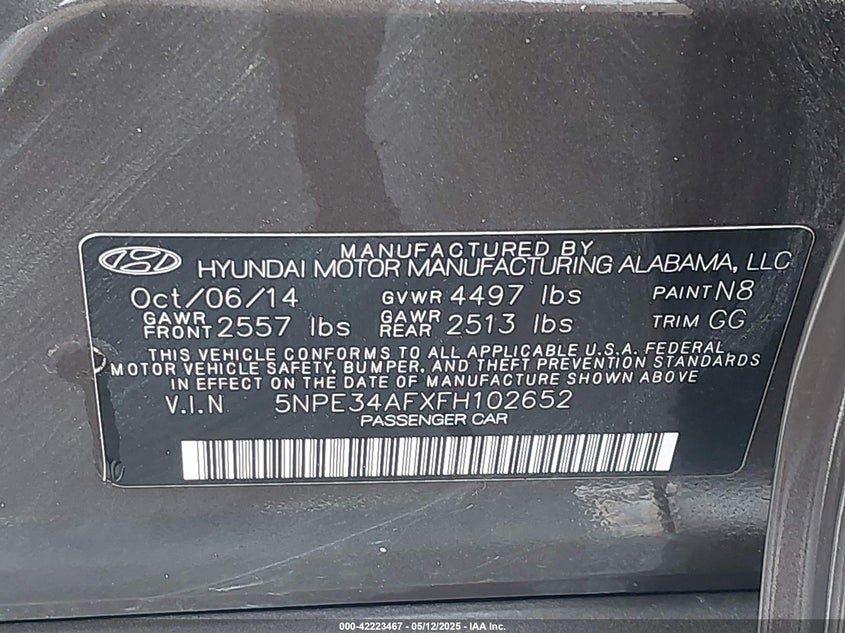 MANUFACTURED BY
HYUNDAI MOTOR MANUFACTURING ALABAMA, LLC
Oct/06/14 GVWR 4497 lbs PAINT N8
GAWR FRONT 2557 lbs GAWR REAR 2513 lbs TRIM GG
THIS VEHICLE CONFORMS TO ALL APPLICABLE U.S.A. FEDERAL
MOTOR VEHICLE SAFETY, BUMPER, AND THEFT PREVENTION STANDARDS
IN EFFECT ON THE DATE OF MANUFACTURE SHOWN ABOVE
V.I.N 5NPE34AFXFH102652
PASSENGER CAR
000-42223467 - 05/12/2025 - IAA Inc.